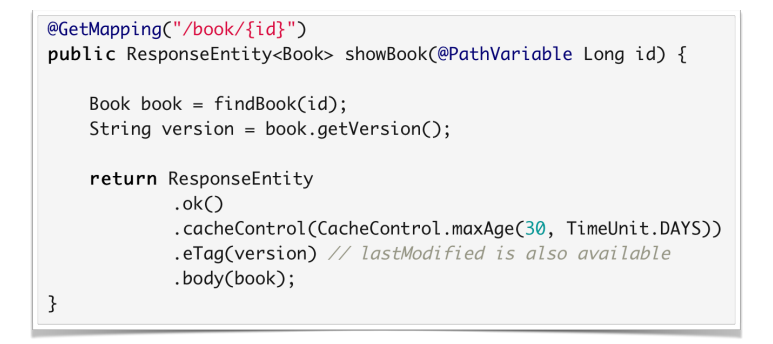 @GetMapping("/book/{id}")
public ResponseEntity<Book> showBook(@PathVariable Long id) {
Book book = findBook(id);
String version = book.getVersion();
return ResponseEntity
.ok()
.cacheControl(CacheControl.maxAge(30, TimeUnit.DAYS))
.eTag(version) // lastModified is also available
.body(book);
}